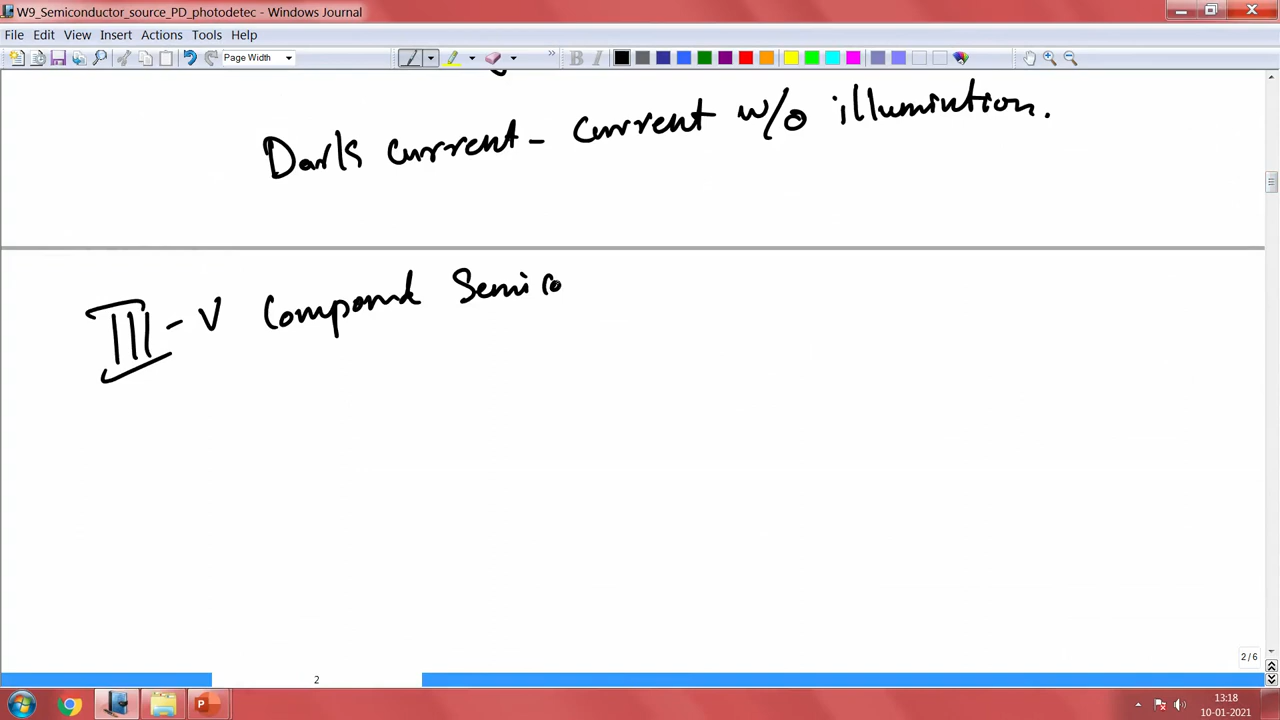 W9_Semiconductor_source_PD_photodetec - Windows Journal
File Edit View Insert Actions Tools Help
Page Width
Dark current - current w/o illumintion.
III - V Compound Semico
2/6
2
13:18
10-01-2021